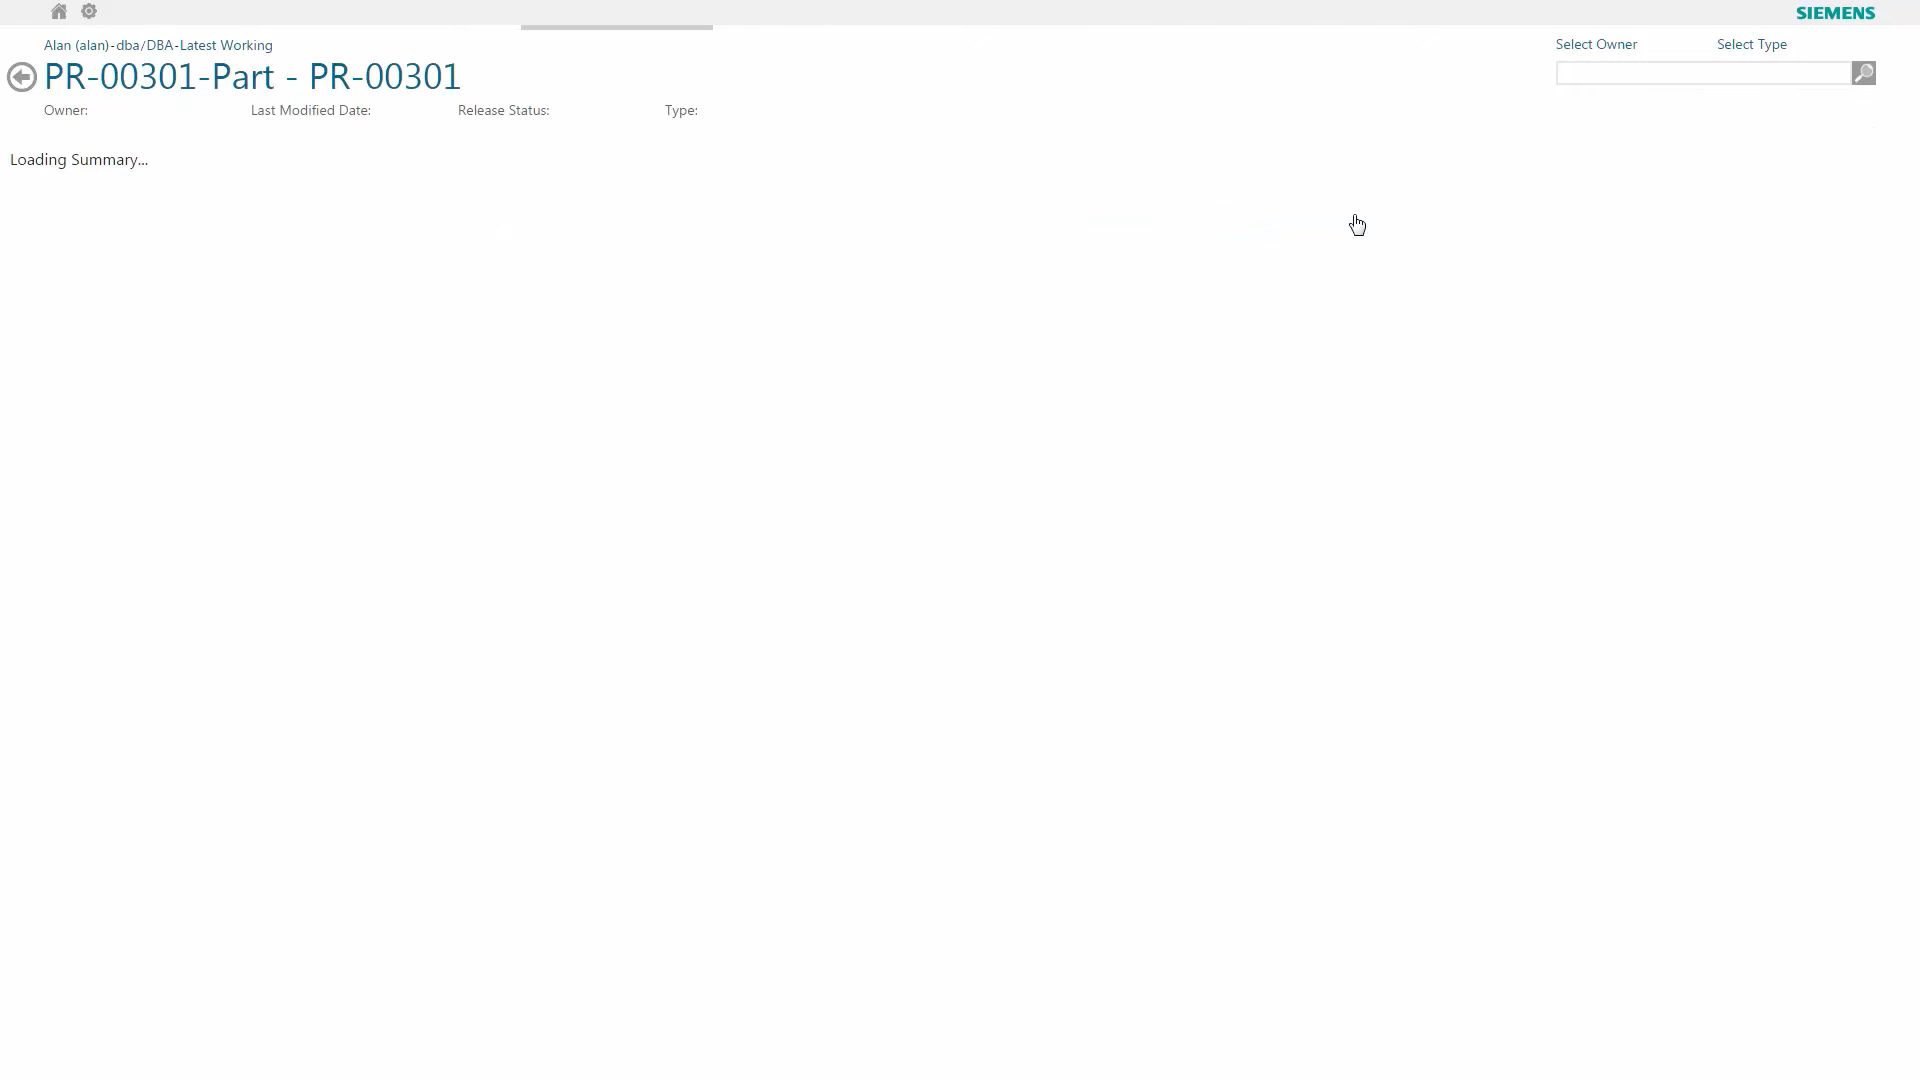 SIEMENS
Alan (alan)-dba/DBA-Latest Working
Select Owner
Select Type
PR-00301-Part - PR-00301
Owner:
Last Modified Date:
Release Status:
Type:
Loading Summary...